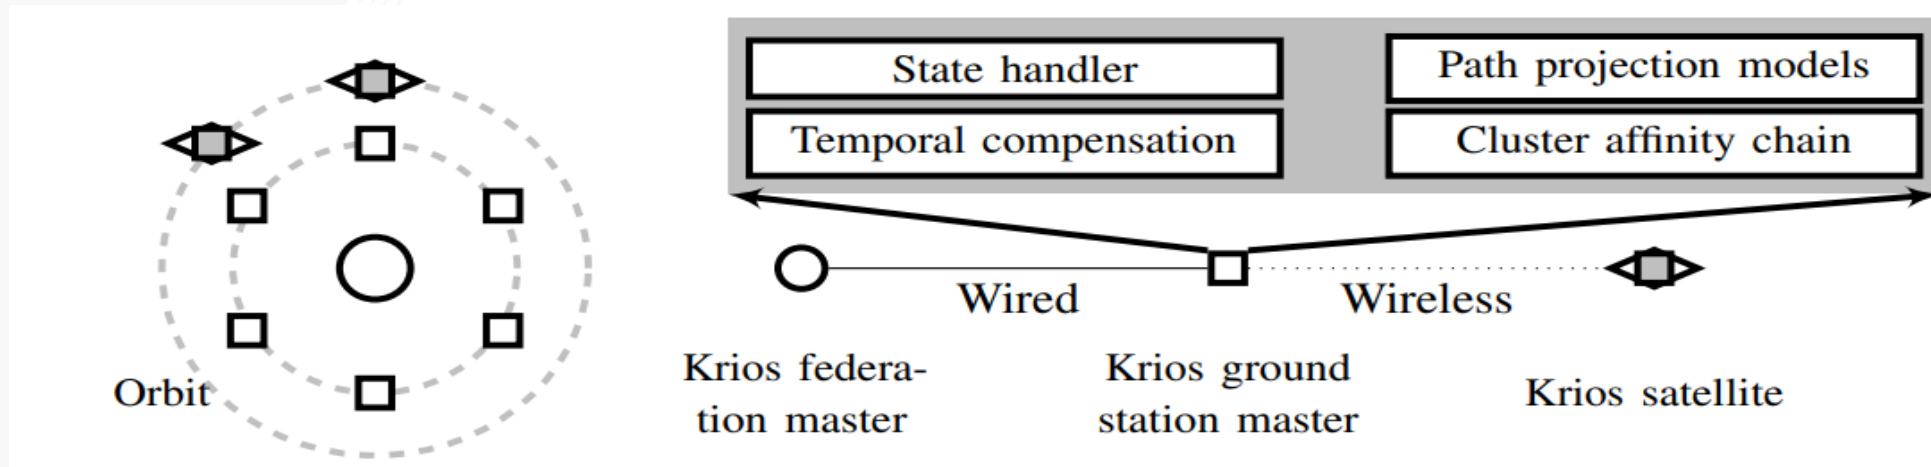 State handler
Path projection models
Temporal compensation
Cluster affinity chain
Wired
Wireless
Orbit
Krios federa-
tion master
Krios ground
station master
Krios satellite